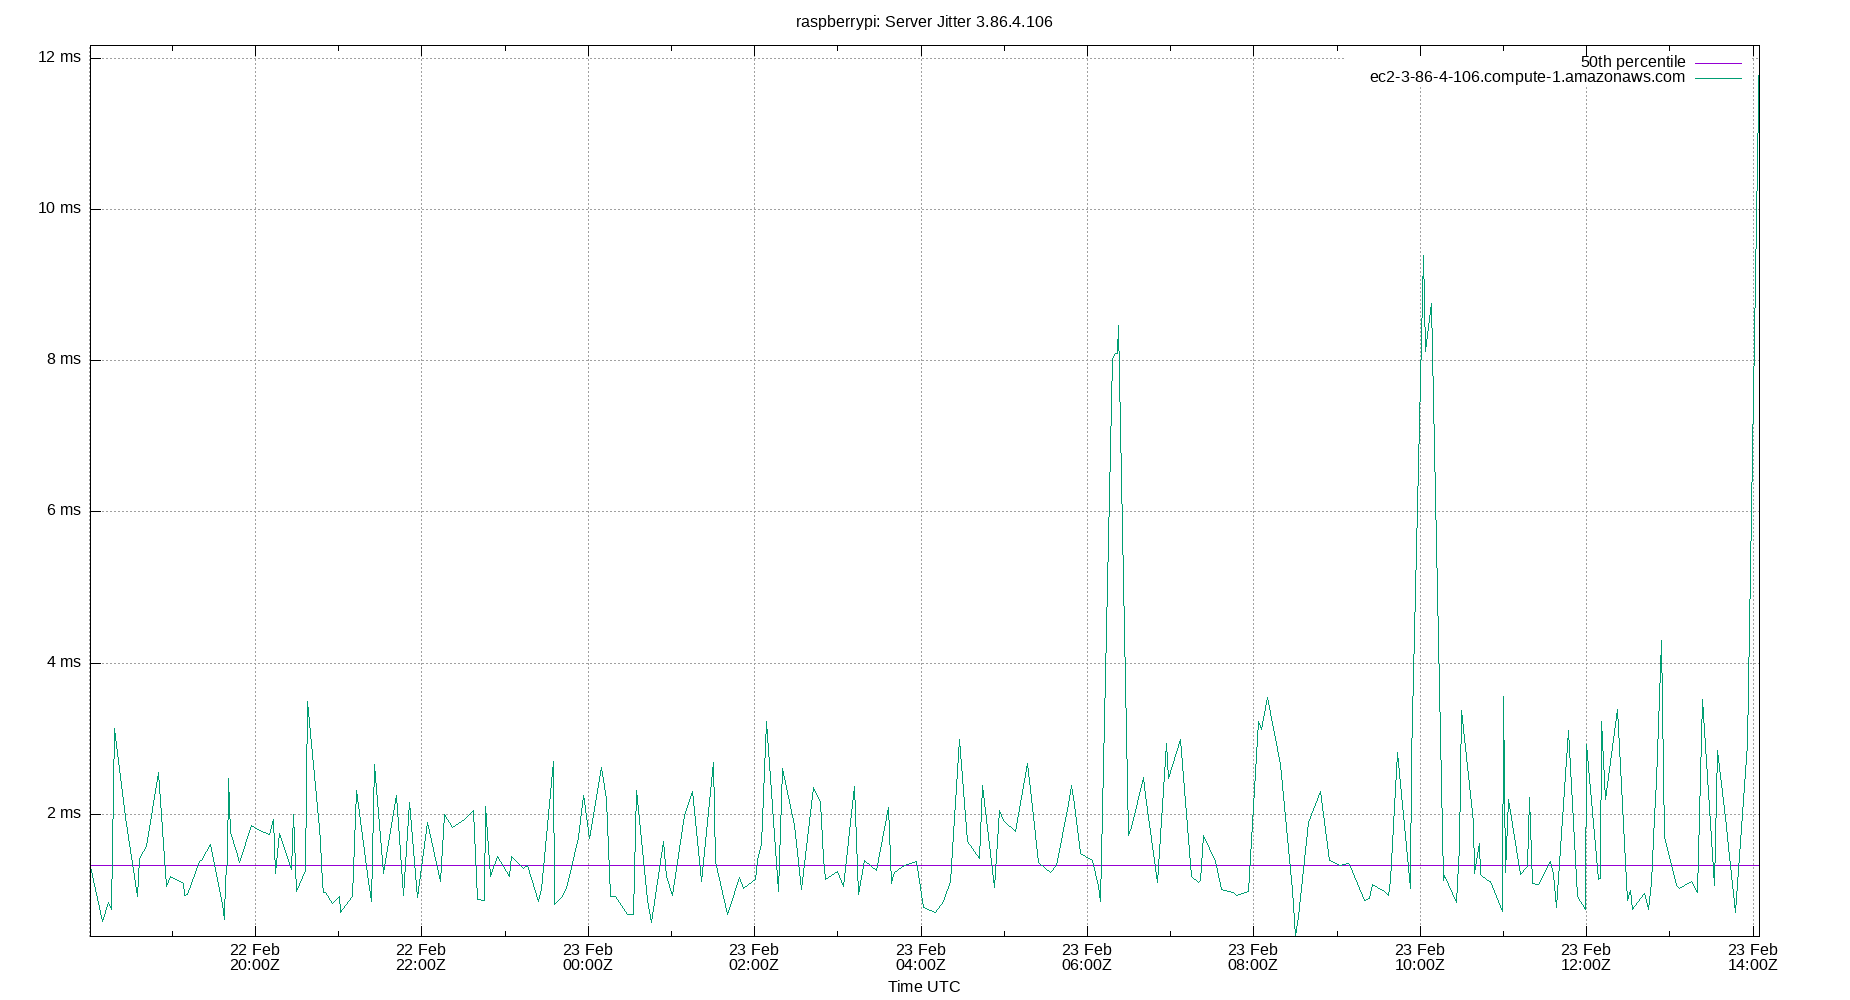 raspberrypi: Server Jitter 3.86.4.106
12 ms
50th percentile
ec2-3-86-4-106.compute-1.amazonaws.com
10 ms
8 ms
6 ms
4 ms
2 ms
22 Feb 22 Feb 23 Feb 23 Feb 23 Feb 23 Feb 23 Feb 23 Feb 23 Feb 23 Feb
20:00Z 22:00Z 00:00Z 02:00Z 04:00Z 06:00Z 08:00Z 10:00Z 12:00Z 14:00Z
Time UTC